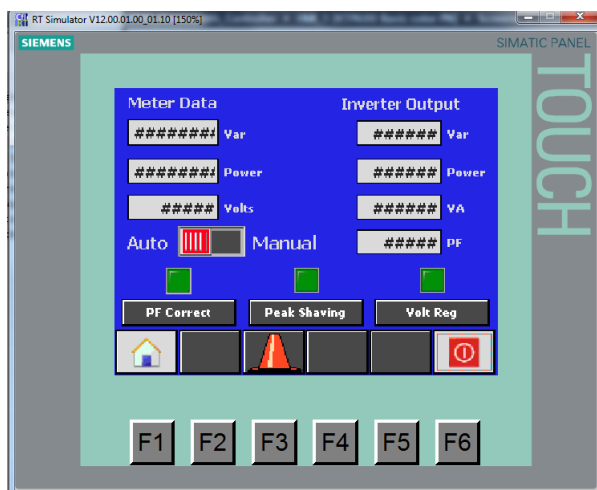 RT Simulator V12.00.01.00_01.10 [150%]
SIEMENS
SIMATIC PANEL
TOUCH
Meter Data
Inverter Output
######## Var
###### Var
######## Power
###### Power
##### Volts
###### VA
Auto
Manual
##### PF
PF Correct
Peak Shaving
Volt Reg
F1 F2 F3 F4 F5 F6